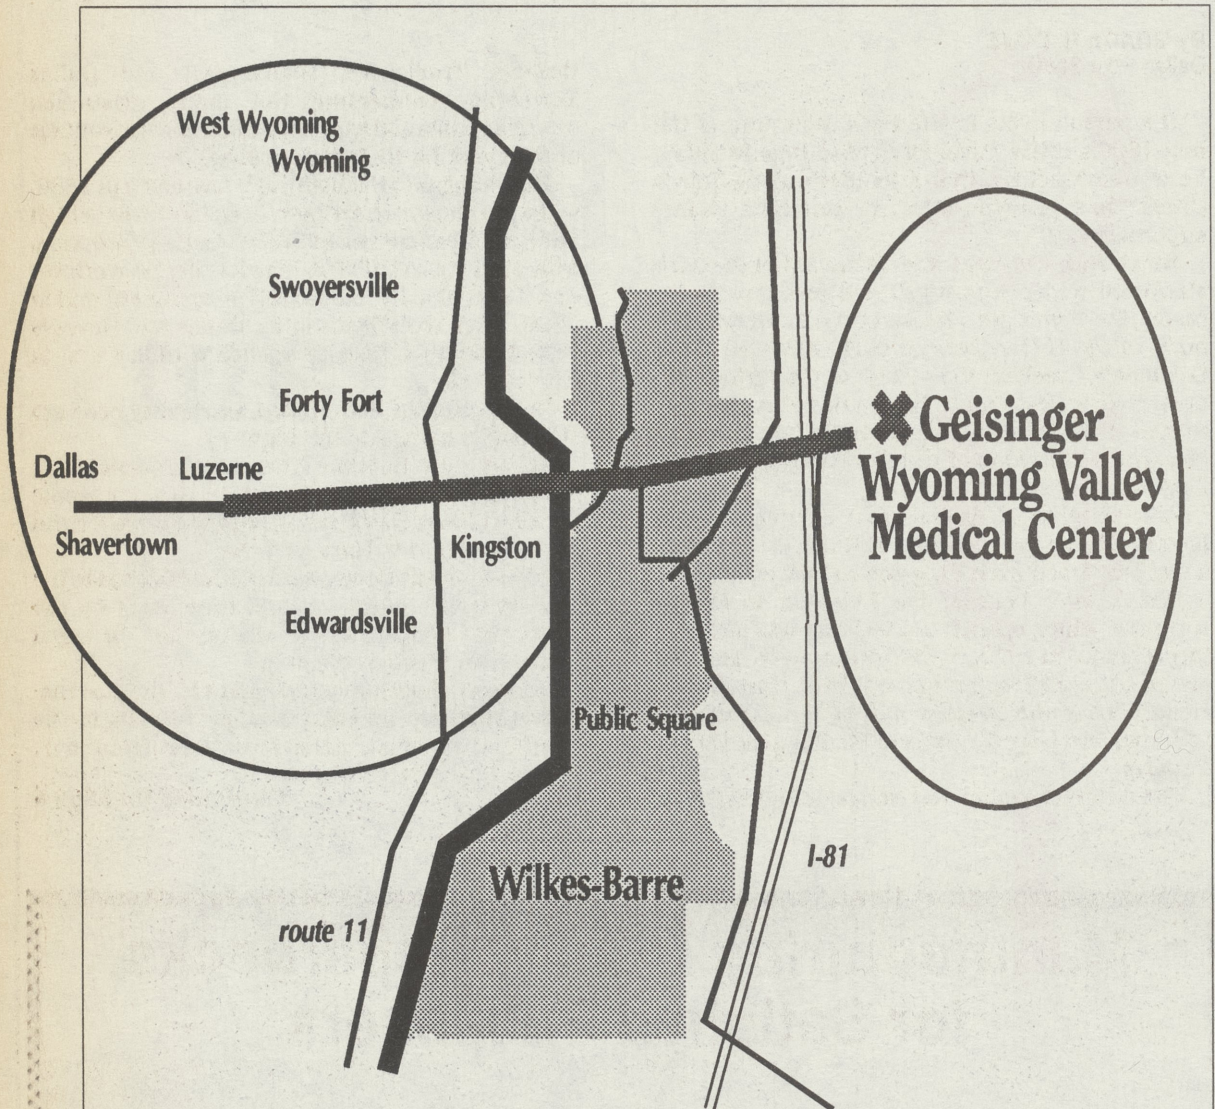 West Wyoming
Wyoming
Swoyersville
Forty Fort
Dallas
Luzerne
Shavertown
Kingston
Edwardsville
Geisinger
Wyoming Valley
Medical Center
Public Square
I-81
Wilkes-Barre
route 11